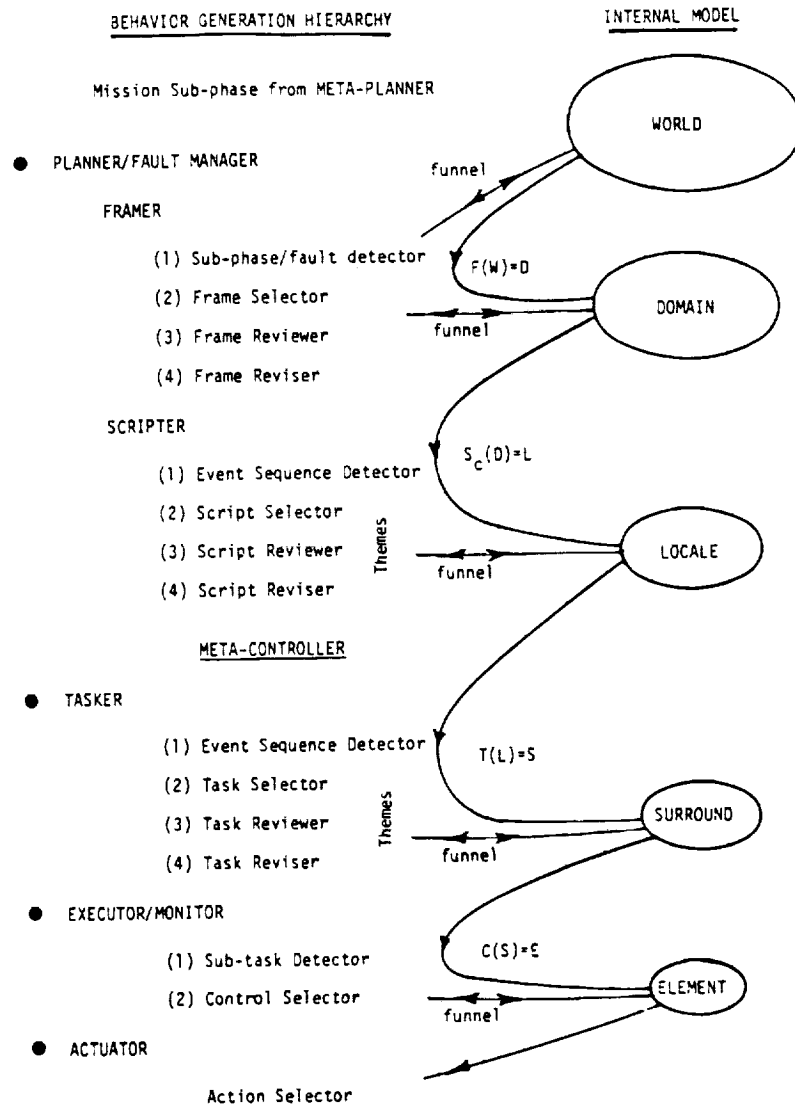 BEHAVIOR GENERATION HIERARCHY
INTERNAL MODEL
Mission Sub-phase from META-PLANNER
WORLD
● PLANNER/FAULT MANAGER
funnel
FRAMER
(1) Sub-phase/fault detector
F(W)=D
(2) Frame Selector
DOMAIN
funnel
(3) Frame Reviewer
(4) Frame Reviser
SCRIPTER
S_c(D)=L
(1) Event Sequence Detector
(2) Script Selector
Themes
(3) Script Reviewer
LOCALE
funnel
(4) Script Reviser
META-CONTROLLER
● TASKER
(1) Event Sequence Detector
T(L)=S
(2) Task Selector
Themes
SURROUND
(3) Task Reviewer
funnel
(4) Task Reviser
● EXECUTOR/MONITOR
C(S)=E
(1) Sub-task Detector
ELEMENT
(2) Control Selector
funnel
● ACTUATOR
Action Selector